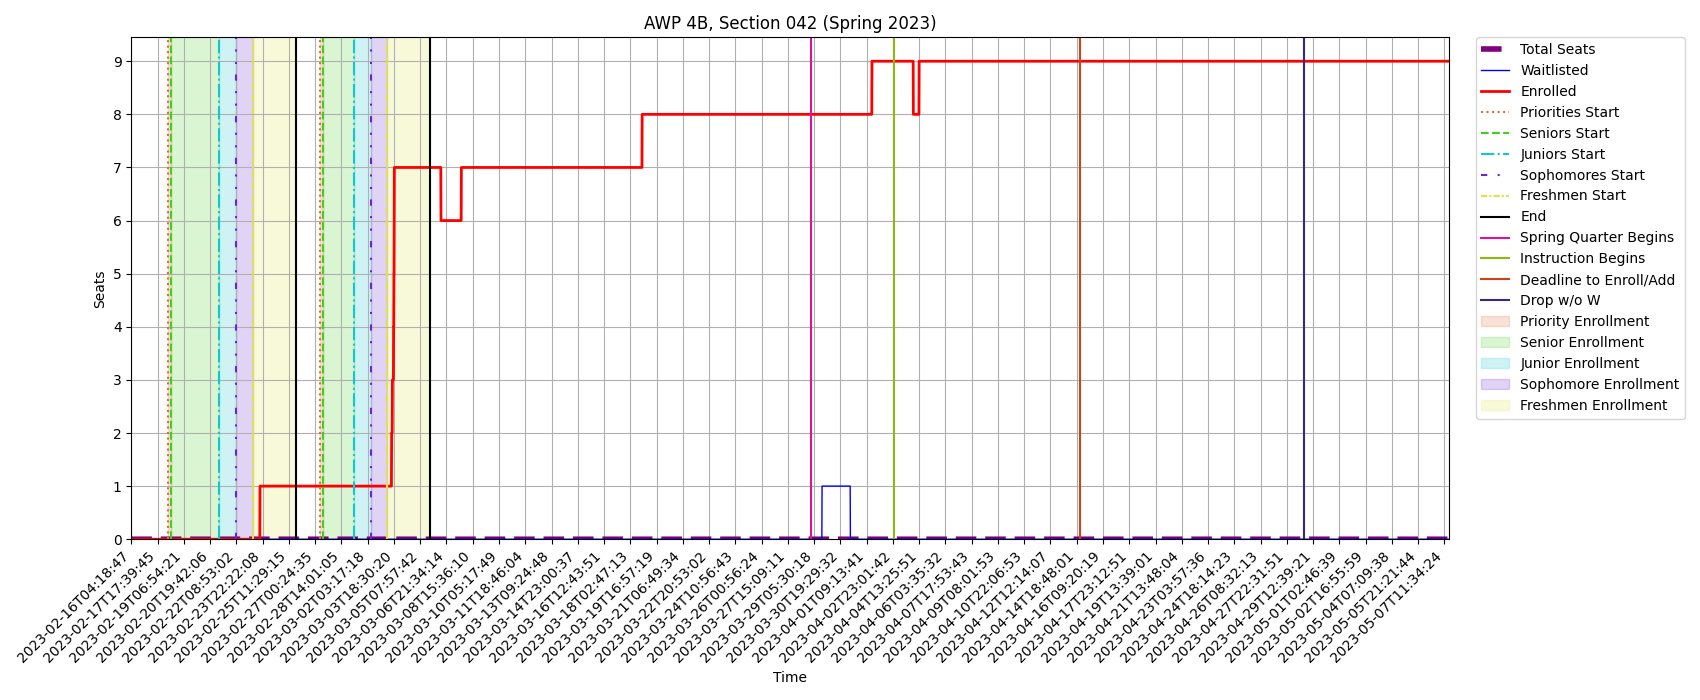 AWP 4B, Section 042 (Spring 2023)
Seats
9
8
7
6
5
4
3
2
1
0
2023-02-16T04:18:47
2023-02-17T17:39:45
2023-02-19T06:54:21
2023-02-20T19:42:06
2023-02-22T08:53:02
2023-02-23T22:22:08
2023-02-25T11:29:15
2023-02-27T00:24:35
2023-02-28T14:01:05
2023-03-02T03:17:18
2023-03-03T18:30:20
2023-03-05T07:57:42
2023-03-06T21:34:14
2023-03-08T15:36:10
2023-03-10T05:17:49
2023-03-11T18:46:04
2023-03-13T09:24:48
2023-03-14T23:00:37
2023-03-16T12:43:51
2023-03-18T02:47:13
2023-03-19T16:57:19
2023-03-21T06:49:34
2023-03-22T20:53:02
2023-03-24T10:56:43
2023-03-26T00:56:24
2023-03-27T15:09:11
2023-03-29T05:30:18
2023-03-30T19:29:32
2023-04-01T09:13:41
2023-04-02T23:01:42
2023-04-04T13:25:51
2023-04-06T03:35:32
2023-04-07T17:53:43
2023-04-09T08:01:53
2023-04-10T22:06:53
2023-04-12T12:14:07
2023-04-14T18:48:01
2023-04-16T09:20:19
2023-04-17T23:12:51
2023-04-19T13:39:01
2023-04-21T13:48:04
2023-04-23T03:57:36
2023-04-24T18:14:23
2023-04-26T08:32:13
2023-04-27T22:31:51
2023-04-29T12:39:21
2023-05-01T02:46:39
2023-05-02T16:55:59
2023-05-04T07:09:38
2023-05-05T21:21:44
2023-05-07T11:34:24
Time
Total Seats
Waitlisted
Enrolled
Priorities Start
Seniors Start
Juniors Start
Sophomores Start
Freshmen Start
End
Spring Quarter Begins
Instruction Begins
Deadline to Enroll/Add
Drop w/o W
Priority Enrollment
Senior Enrollment
Junior Enrollment
Sophomore Enrollment
Freshmen Enrollment